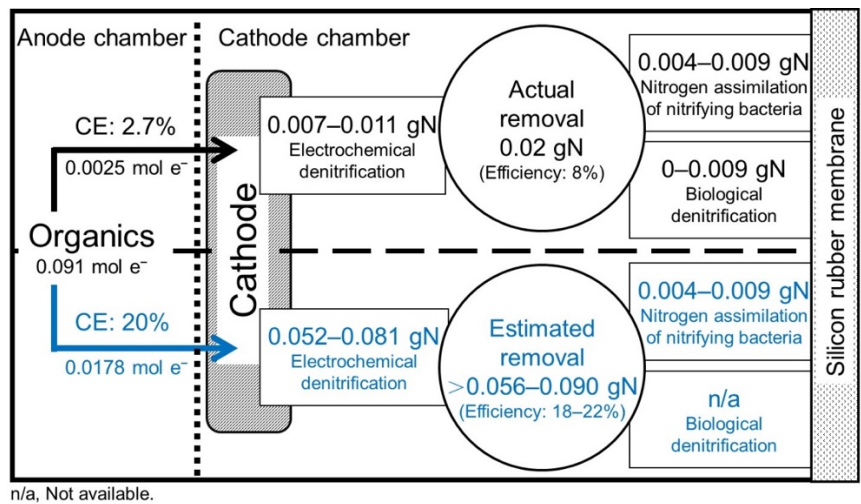 Anode chamber
Cathode chamber
CE: 2.7%
0.0025 mol e⁻
Organics
0.091 mol e⁻
CE: 20%
0.0178 mol e⁻
Cathode
0.007–0.011 gN
Electrochemical
denitrification
Actual
removal
0.02 gN
(Efficiency: 8%)
0.004–0.009 gN
Nitrogen assimilation
of nitrifying bacteria
0–0.009 gN
Biological
denitrification
0.052–0.081 gN
Electrochemical
denitrification
Estimated
removal
>0.056–0.090 gN
(Efficiency: 18–22%)
0.004–0.009 gN
Nitrogen assimilation
of nitrifying bacteria
n/a
Biological
denitrification
Silicon rubber membrane
n/a, Not available.